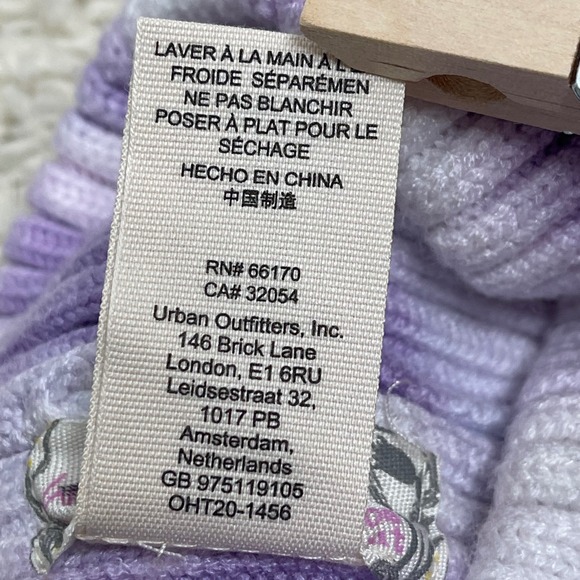 LAVER À LA MAIN À
FROIDE SÉPARÉMEN
NE PAS BLANCHIR
POSER À PLAT POUR LE
SÉCHAGE
HECHO EN CHINA
中国制造
RN# 66170
CA# 32054
Urban Outfitters, Inc.
146 Brick Lane
London, E1 6RU
Leidsestraat 32,
1017 PB
Amsterdam,
Netherlands
GB 975119105
OHT20-1456